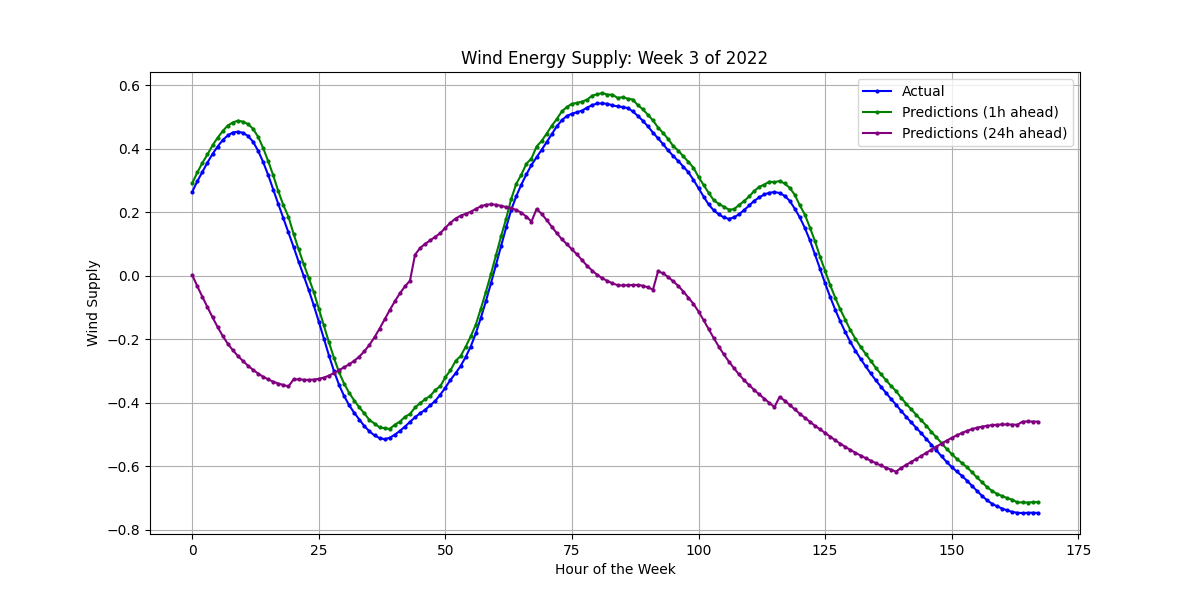 Wind Energy Supply: Week 3 of 2022
Actual
Predictions (1h ahead)
Predictions (24h ahead)
0.6
0.4
0.2
0.0
−0.2
−0.4
−0.6
−0.8
Wind Supply
0 25 50 75 100 125 150 175
Hour of the Week